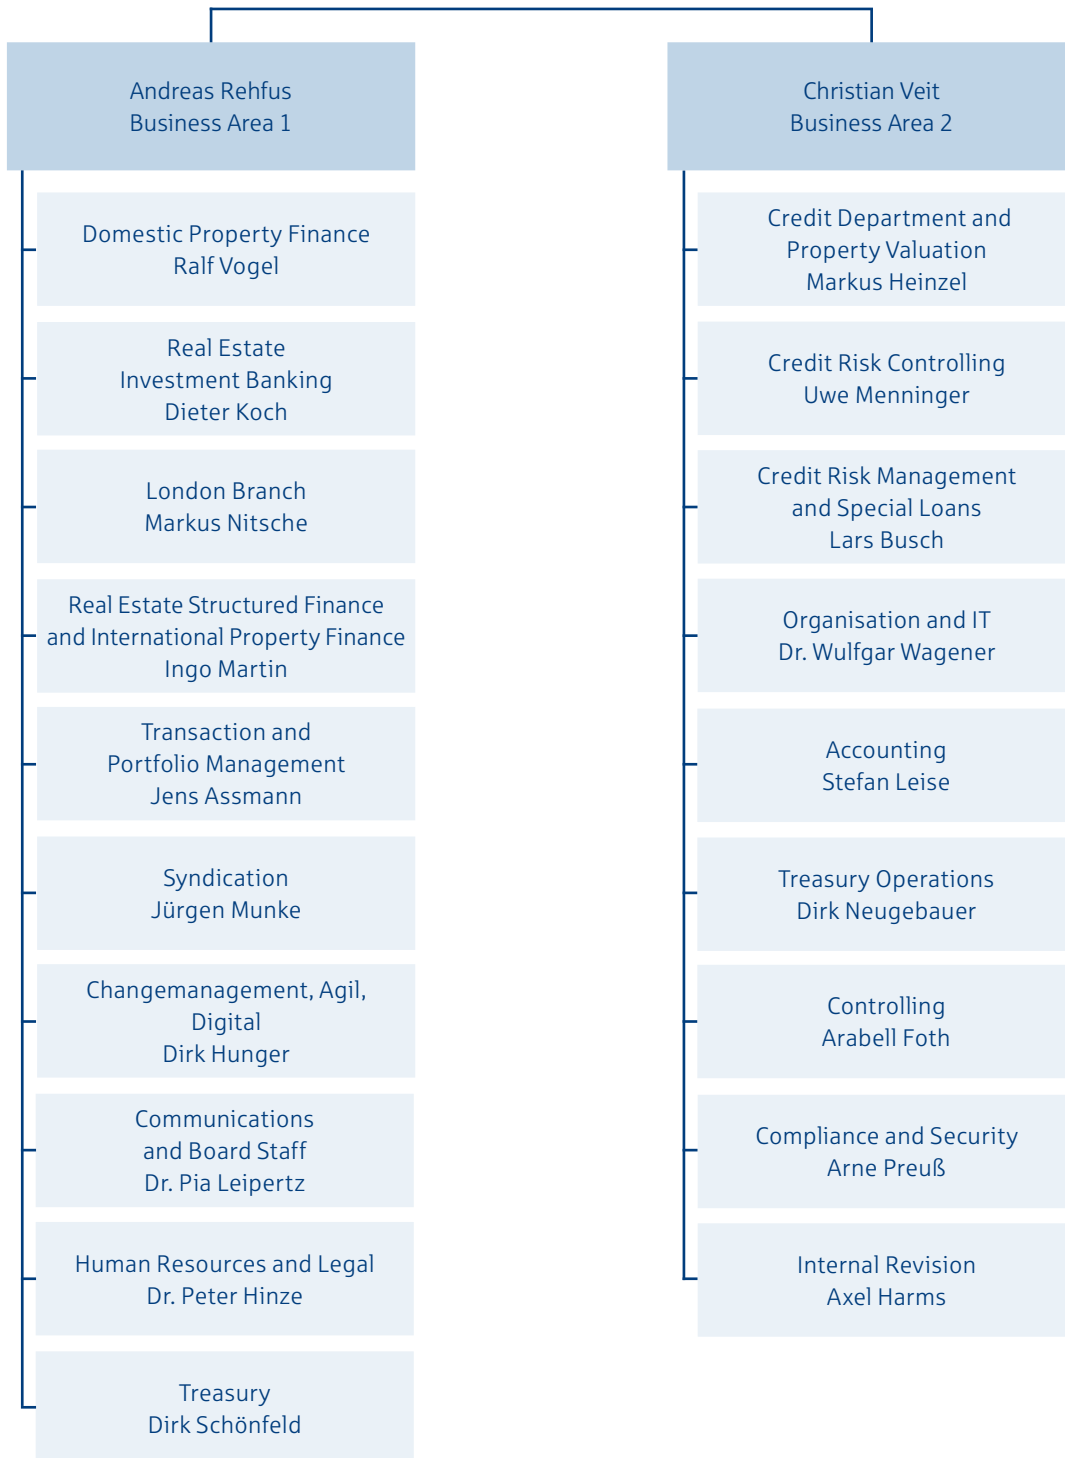 Andreas Rehfus
Business Area 1
Domestic Property Finance
Ralf Vogel
Real Estate
Investment Banking
Dieter Koch
London Branch
Markus Nitsche
Real Estate Structured Finance
and International Property Finance
Ingo Martin
Transaction and
Portfolio Management
Jens Assmann
Syndication
Jürgen Munke
Changemanagement, Agil,
Digital
Dirk Hunger
Communications
and Board Staff
Dr. Pia Leipertz
Human Resources and Legal
Dr. Peter Hinze
Treasury
Dirk Schönfeld
Christian Veit
Business Area 2
Credit Department and
Property Valuation
Markus Heinzel
Credit Risk Controlling
Uwe Menninger
Credit Risk Management
and Special Loans
Lars Busch
Organisation and IT
Dr. Wulfgar Wagener
Accounting
Stefan Leise
Treasury Operations
Dirk Neugebauer
Controlling
Arabell Foth
Compliance and Security
Arne Preuß
Internal Revision
Axel Harms